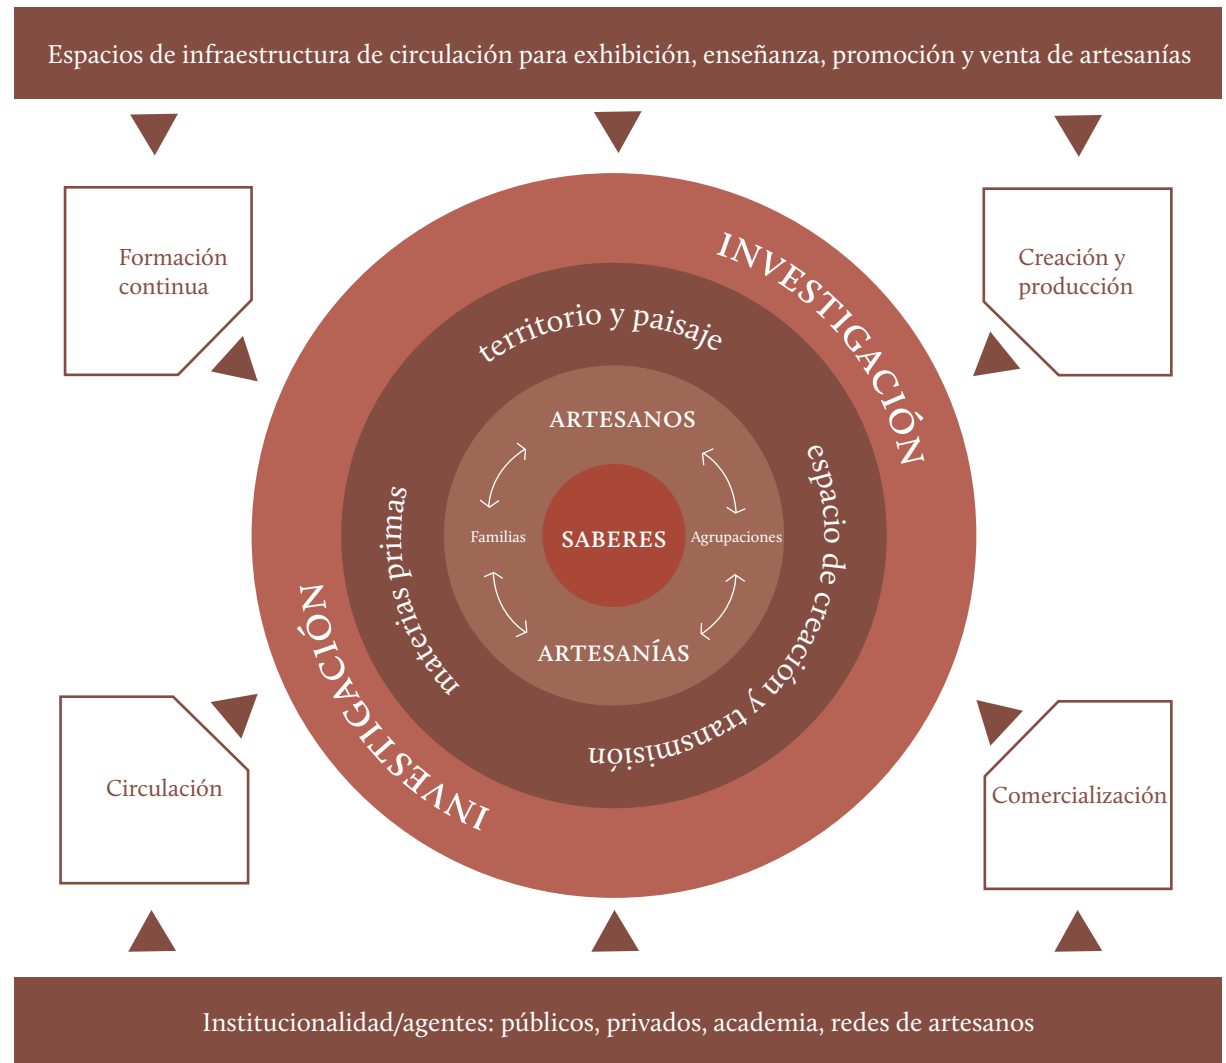 Espacios de infraestructura de circulación para exhibición, enseñanza, promoción y venta de artesanías
Formación
continua
Creación y
producción
INVESTIGACIÓN
territorio y paisaje
ARTESANOS
espacio de creación y transmisión
materias primas
Familias
SABERES
Agrupaciones
ARTESANÍAS
INVESTIGACIÓN
Circulación
Comercialización
Institucionalidad/agentes: públicos, privados, academia, redes de artesanos